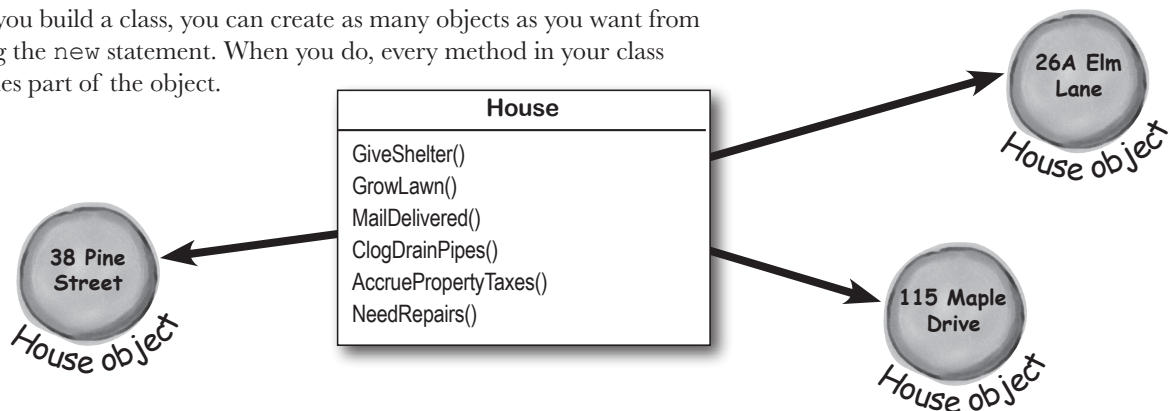 you build a class, you can create as many objects as you want from
the new statement. When you do, every method in your class
part of the object.
House
GiveShelter()
GrowLawn()
MailDelivered()
ClogDrainPipes()
AccruePropertyTaxes()
NeedRepairs()
26A Elm
Lane
House object
38 Pine
Street
House object
115 Maple
Drive
House object